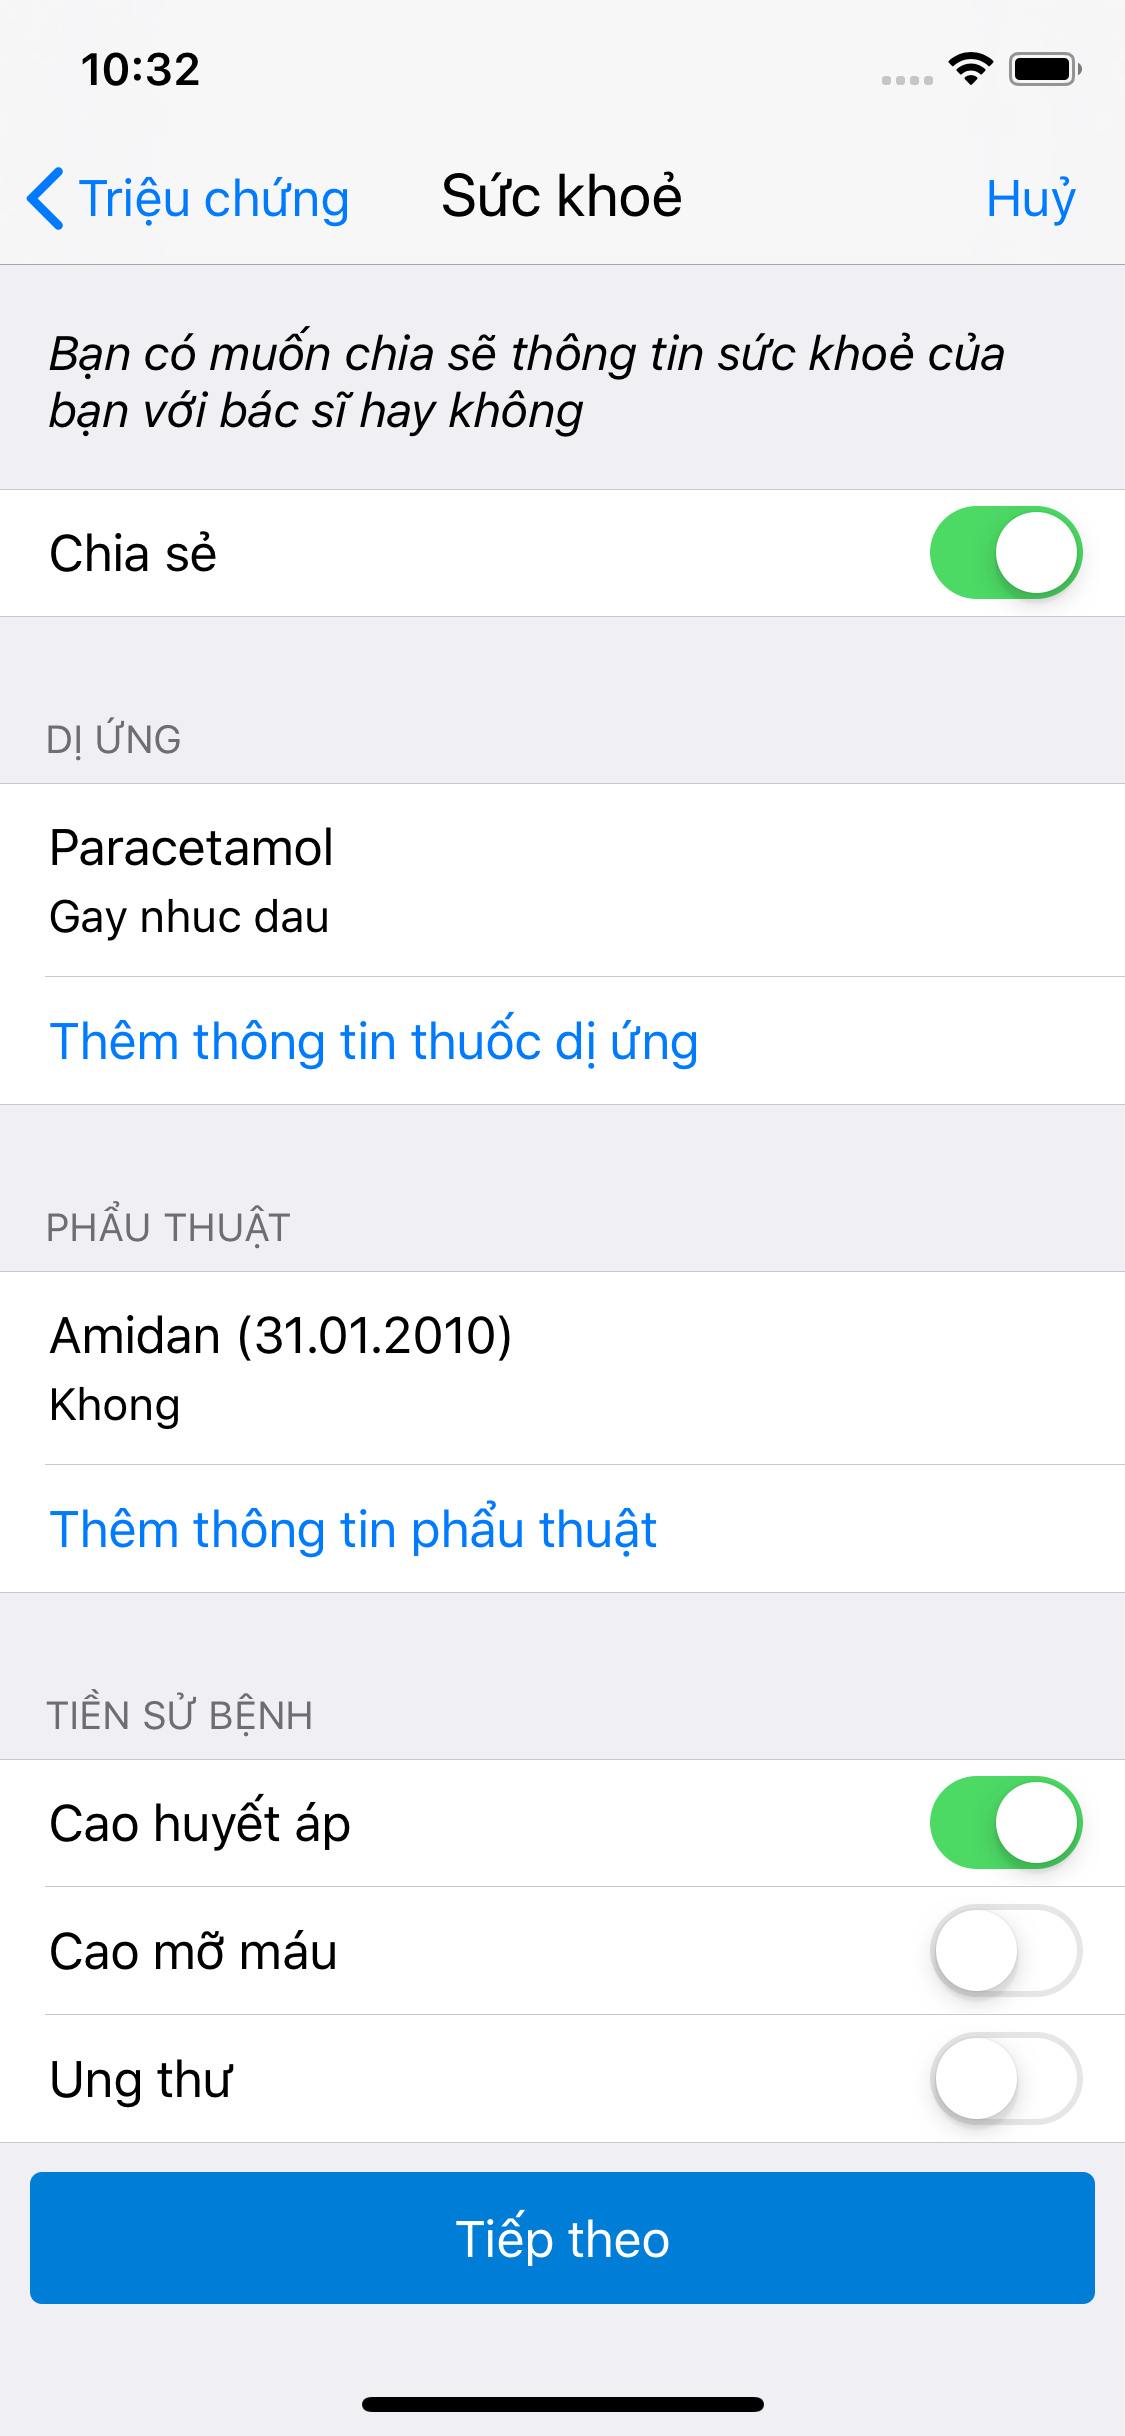 10:32
Triệu chứng Sức khoẻ Huỷ
Bạn có muốn chia sẽ thông tin sức khoẻ của
bạn với bác sĩ hay không
Chia sẻ
DỊ ỨNG
Paracetamol
Gay nhuc dau
Thêm thông tin thuốc dị ứng
PHẨU THUẬT
Amidan (31.01.2010)
Khong
Thêm thông tin phẩu thuật
TIỀN SỬ BỆNH
Cao huyết áp
Cao mỡ máu
Ung thư
Tiếp theo